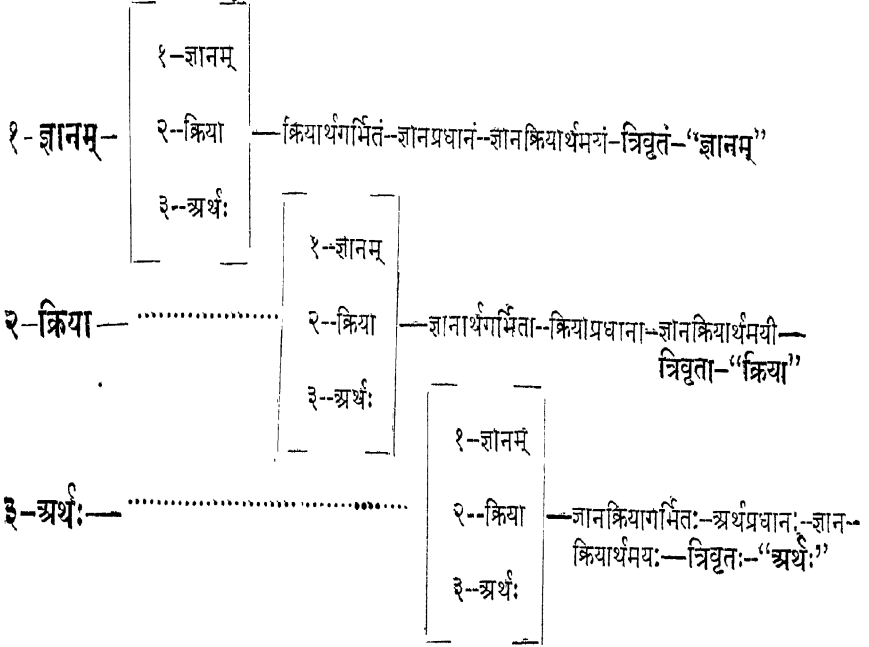 १–ज्ञानम्
१–ज्ञानम्– २--क्रिया —क्रियार्थगर्भितं–ज्ञानप्रधानं--ज्ञानक्रियार्थमयं–त्रिवृतं–“ज्ञानम्”
३--अर्थः
१--ज्ञानम्
२–क्रिया — ···················· २--क्रिया —ज्ञानार्थगर्भिता--क्रियाप्रधाना–ज्ञानक्रियार्थमयी—
त्रिवृता–“क्रिया”
३--अर्थः
१--ज्ञानम्
३–अर्थः— ········································ २--क्रिया —ज्ञानक्रियागर्भितः–अर्थप्रधानः--ज्ञान–
क्रियार्थमयः—त्रिवृतः–“अर्थः”
३--अर्थः